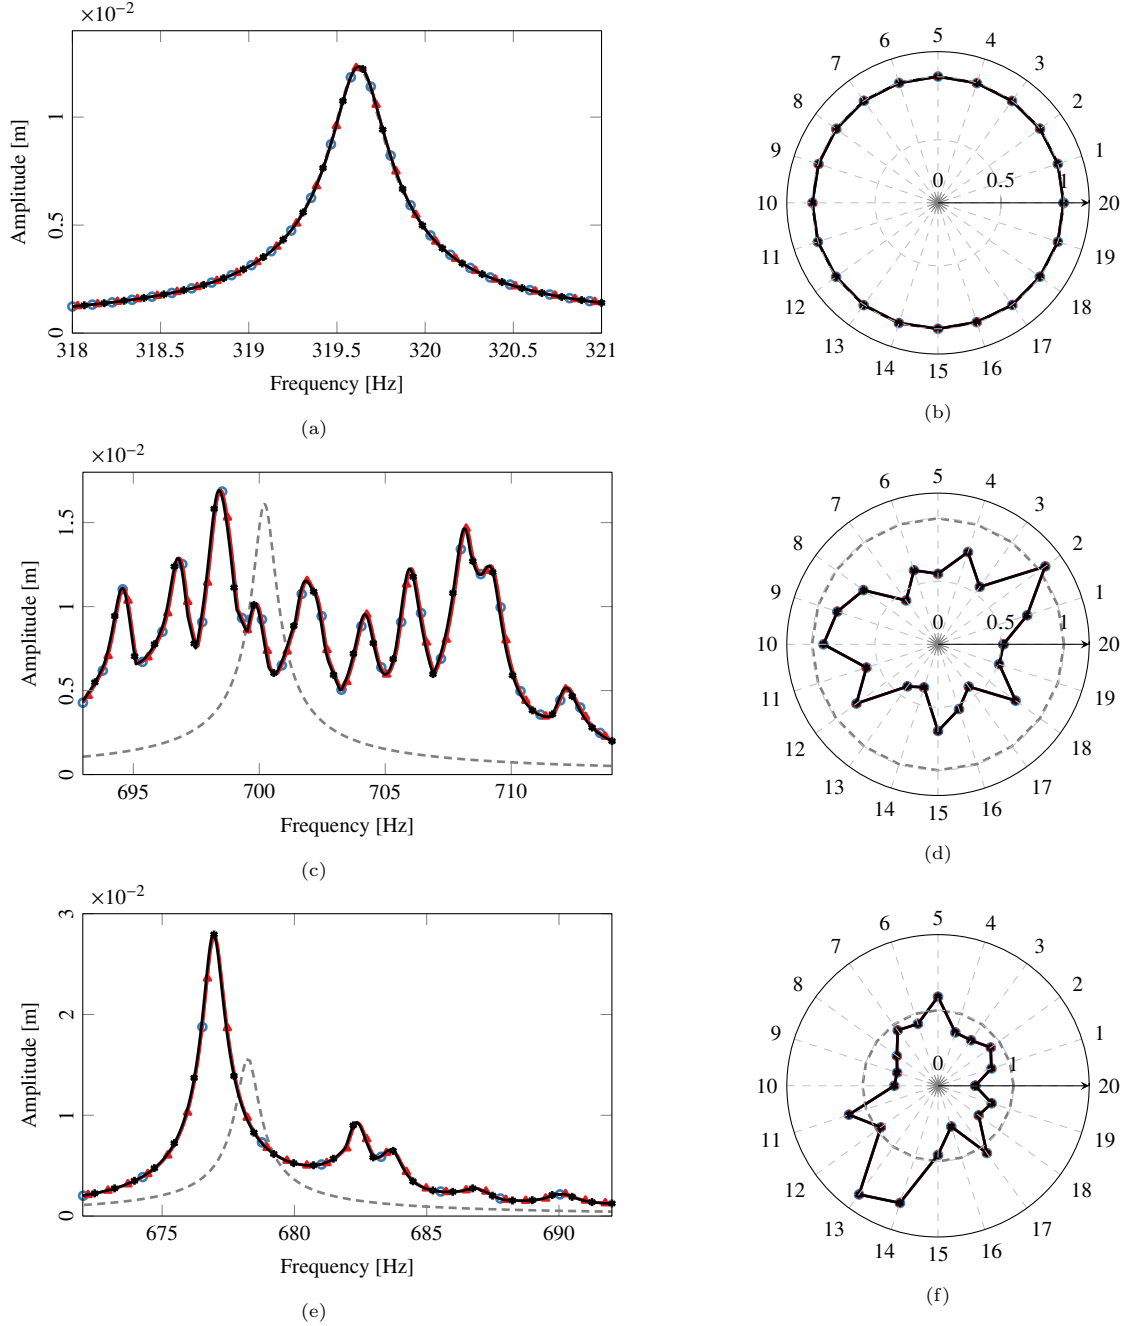 ×10−2
1
0.5
0
Amplitude [m]
318 318.5 319 319.5 320 320.5 321
Frequency [Hz]
(a)
5
6 4
7 3
8 2
9 1
0 0.5 1
10 20
11 19
12 18
13 17
14 16
15
(b)
×10−2
1.5
1
0.5
0
Amplitude [m]
695 700 705 710
Frequency [Hz]
(c)
5
6 4
7 3
8 2
9 1
0 0.5 1
10 20
11 19
12 18
13 17
14 16
15
(d)
×10−2
3
2
1
0
Amplitude [m]
675 680 685 690
Frequency [Hz]
(e)
5
6 4
7 3
8 2
9 1
0 1
10 20
11 19
12 18
13 17
14 16
15
(f)